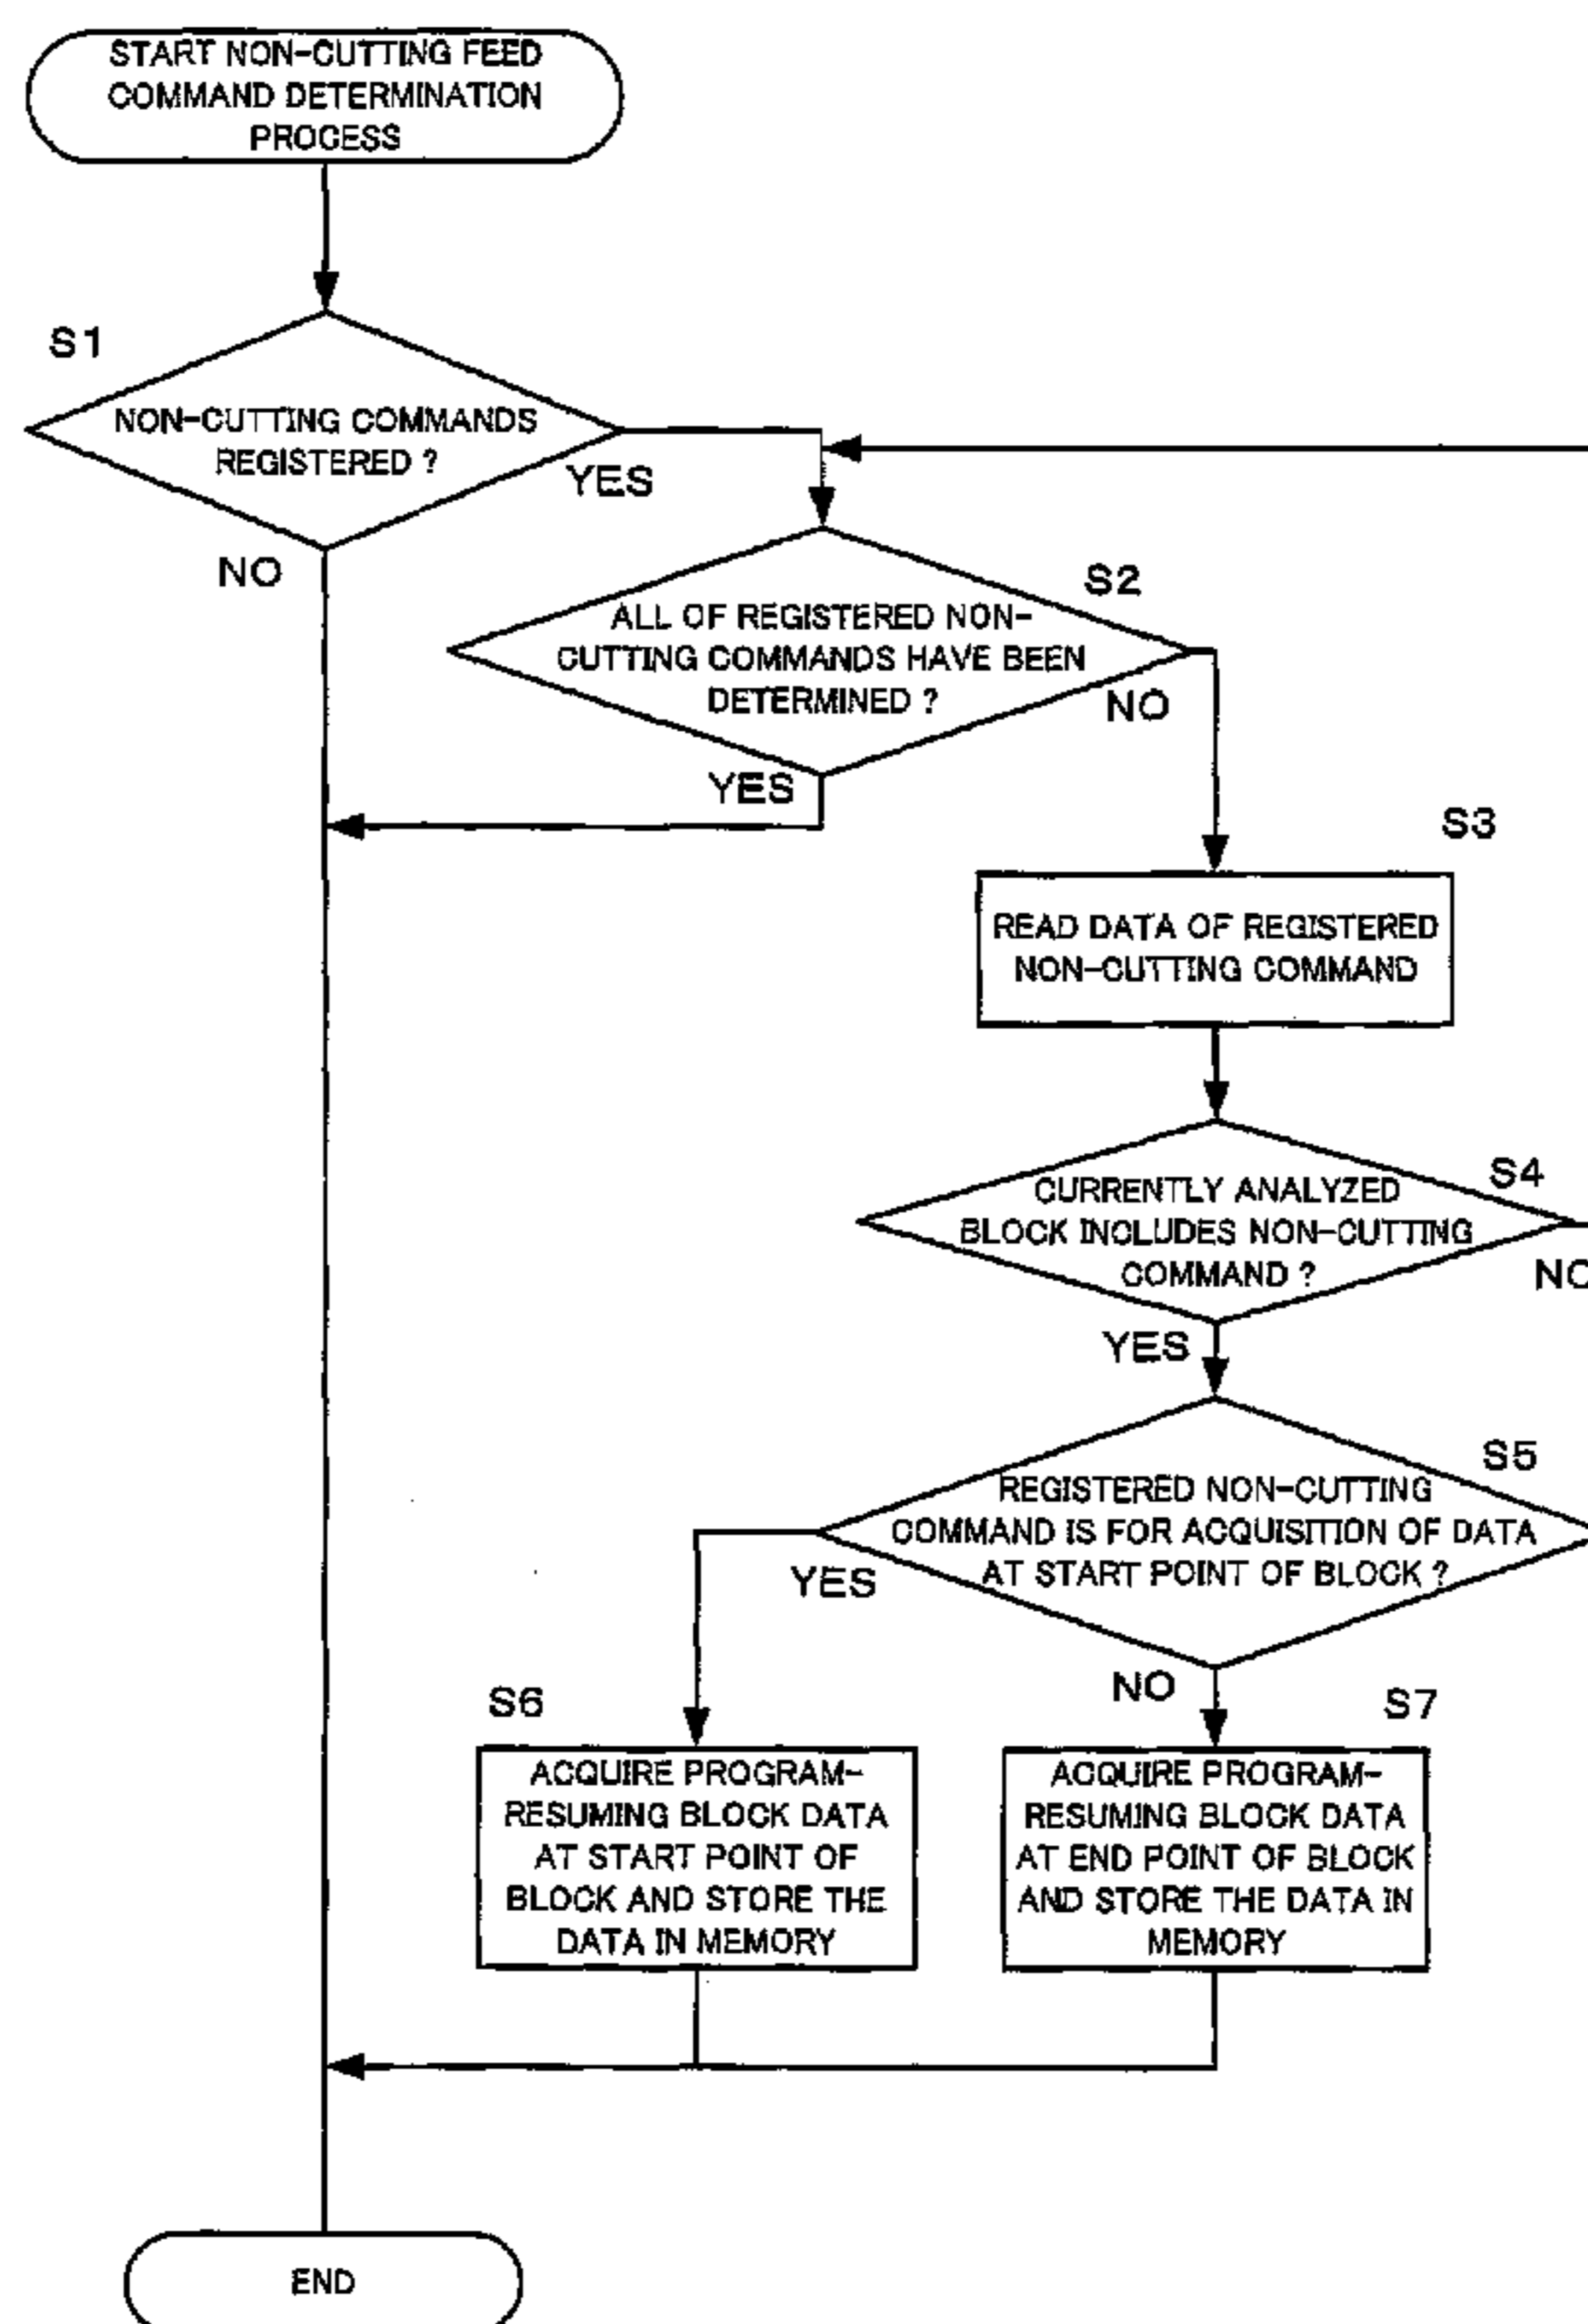 START NON-CUTTING FEED
COMMAND DETERMINATION
PROCESS
S1
NON-CUTTING COMMANDS
REGISTERED ?
YES
NO
S2
ALL OF REGISTERED NON-
CUTTING COMMANDS HAVE BEEN
DETERMINED ?
NO
YES
S3
READ DATA OF REGISTERED
NON-CUTTING COMMAND
S4
CURRENTLY ANALYZED
BLOCK INCLUDES NON-CUTTING
COMMAND ?
NO
YES
S5
REGISTERED NON-CUTTING
COMMAND IS FOR ACQUISITION OF DATA
AT START POINT OF BLOCK ?
YES
NO
S6
ACQUIRE PROGRAM-
RESUMING BLOCK DATA
AT START POINT OF
BLOCK AND STORE THE
DATA IN MEMORY
S7
ACQUIRE PROGRAM-
RESUMING BLOCK DATA
AT END POINT OF BLOCK
AND STORE THE DATA IN
MEMORY
END